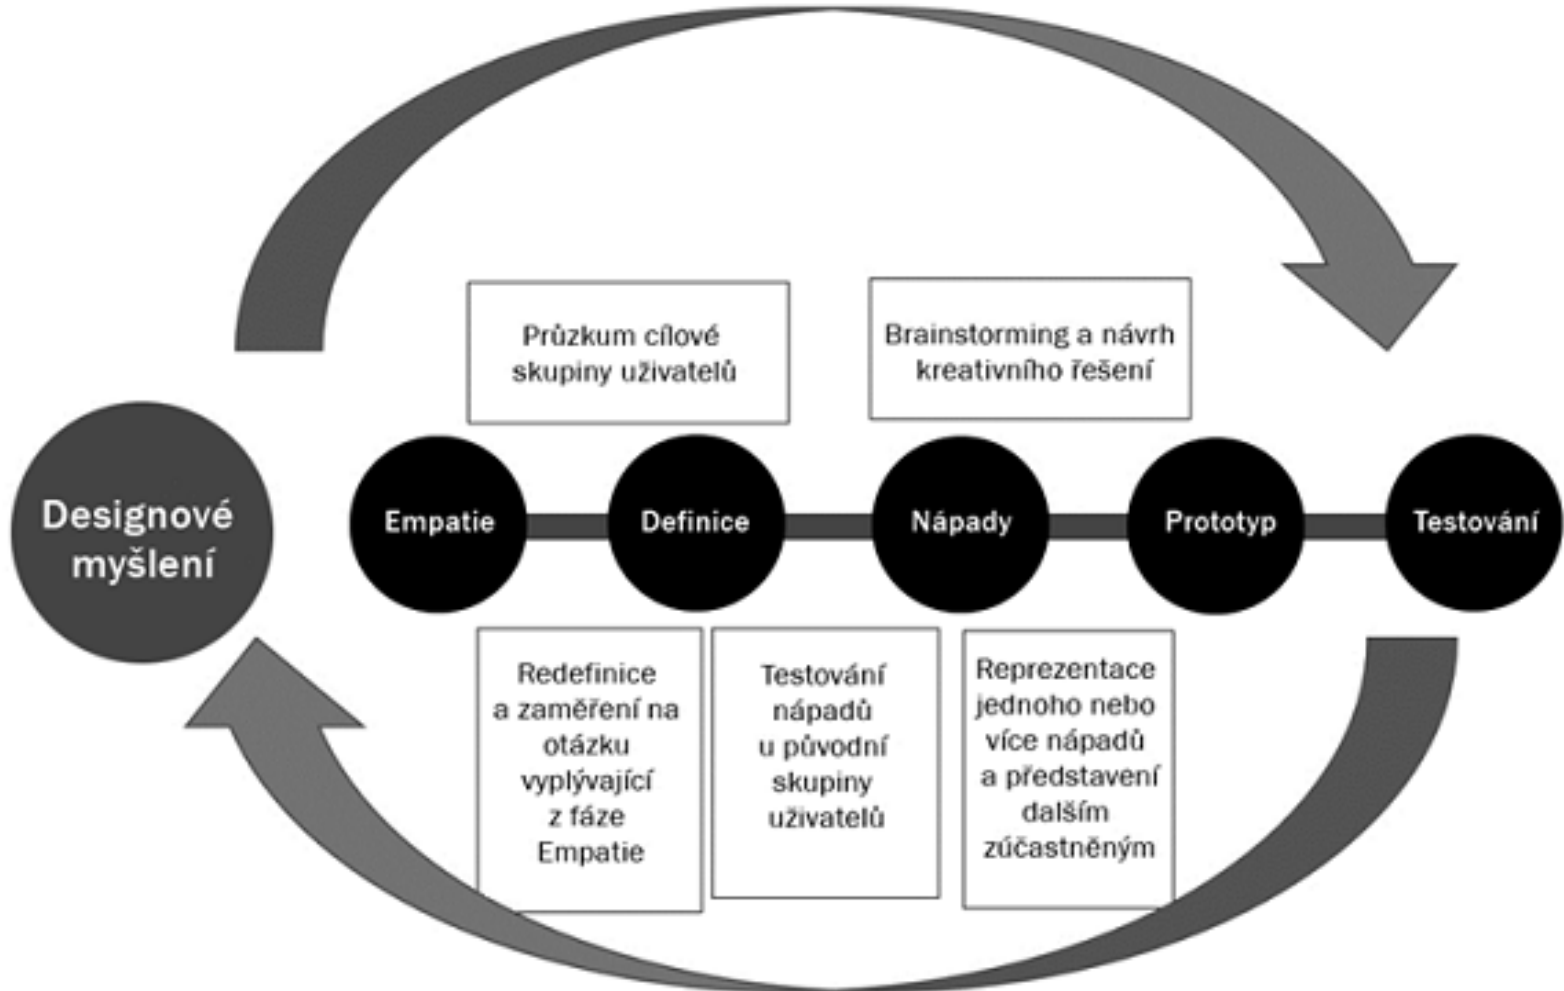 Průzkum cílové
skupiny uživatelů
Brainstorming a návrh
kreativního řešení
Designové
myšlení
Empatie
Definice
Nápady
Prototyp
Testování
Redefinice
a zaměření na
otázku
vyplývající
z fáze
Empatie
Testování
nápadů
u původní
skupiny
uživatelů
Reprezentace
jednoho nebo
více nápadů
a představení
dalším
zúčastněným